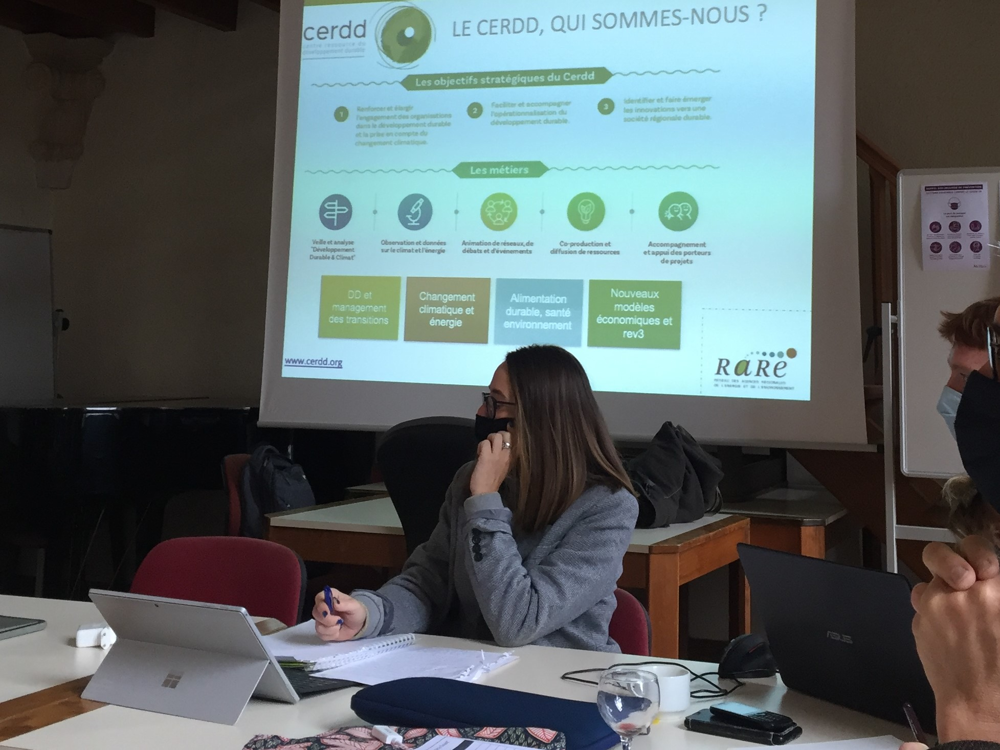 cerdd
centre ressource du
développement durable
LE CERDD, QUI SOMMES-NOUS ?
Les objectifs stratégiques du Cerdd
1
Renforcer et élargir
l'engagement des organisations
dans le développement durable
et la prise en compte du
changement climatique.
2
Faciliter et accompagner
l'opérationnalisation du
développement durable.
3
Identifier et faire émerger
les innovations vers une
société régionale durable.
Les métiers
Veille et analyse
"Développement
Durable & Climat"
Observation et données
sur le climat et l'énergie
Animation de réseaux, de
débats et d'événements
Co-production et
diffusion de ressources
Accompagnement
et appui des porteurs
de projets
DD et
management
des transitions
Changement
climatique et
énergie
Alimentation
durable, santé
environnement
Nouveaux
modèles
économiques et
rev3
www.cerdd.org
RaRe
RESEAU DES AGENCES REGIONALES
DE L'ENERGIE ET DE L'ENVIRONNEMENT
ASUS